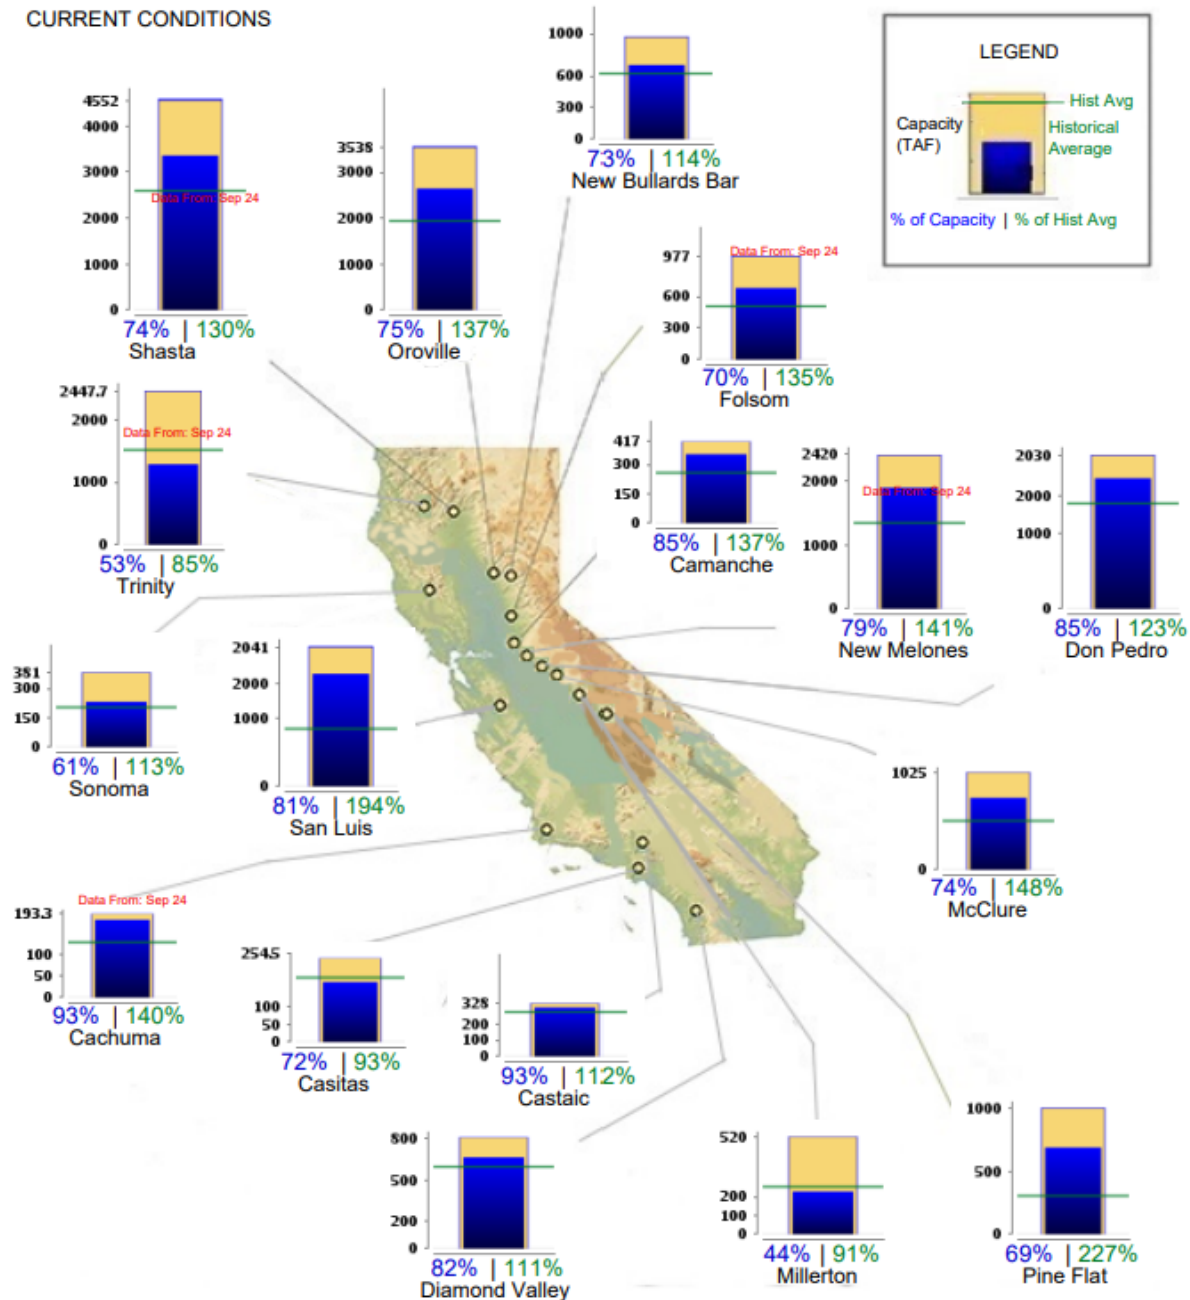 CURRENT CONDITIONS
LEGEND
Capacity
(TAF)
Hist Avg
Historical
Average
% of Capacity | % of Hist Avg
1000
600
300
0
73% | 114%
New Bullards Bar
4552
4000
3000
2000
1000
0
Data From: Sep 24
74% | 130%
Shasta
3538
3000
2000
1000
0
75% | 137%
Oroville
977
600
300
0
Data From: Sep 24
70% | 135%
Folsom
2447.7
2000
1000
0
Data From: Sep 24
53% | 85%
Trinity
417
300
150
0
85% | 137%
Camanche
2420
2000
1000
0
Data From: Sep 24
79% | 141%
New Melones
2030
2000
1000
0
85% | 123%
Don Pedro
381
300
150
0
61% | 113%
Sonoma
2041
2000
1000
0
81% | 194%
San Luis
1025
0
74% | 148%
McClure
Data From: Sep 24
193.3
100
50
0
93% | 140%
Cachuma
254.5
100
50
0
72% | 93%
Casitas
328
200
100
0
93% | 112%
Castaic
800
500
200
0
82% | 111%
Diamond Valley
520
200
100
0
44% | 91%
Millerton
1000
500
0
69% | 227%
Pine Flat